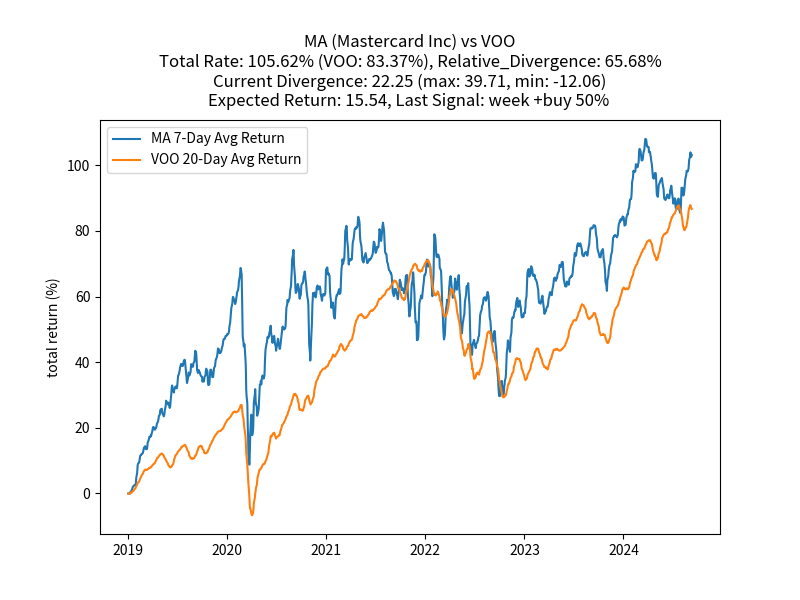 MA (Mastercard Inc) vs VOO
Total Rate: 105.62% (VOO: 83.37%), Relative_Divergence: 65.68%
Current Divergence: 22.25 (max: 39.71, min: -12.06)
Expected Return: 15.54, Last Signal: week +buy 50%
MA 7-Day Avg Return
VOO 20-Day Avg Return
total return (%)
100
80
60
40
20
0
2019
2020
2021
2022
2023
2024